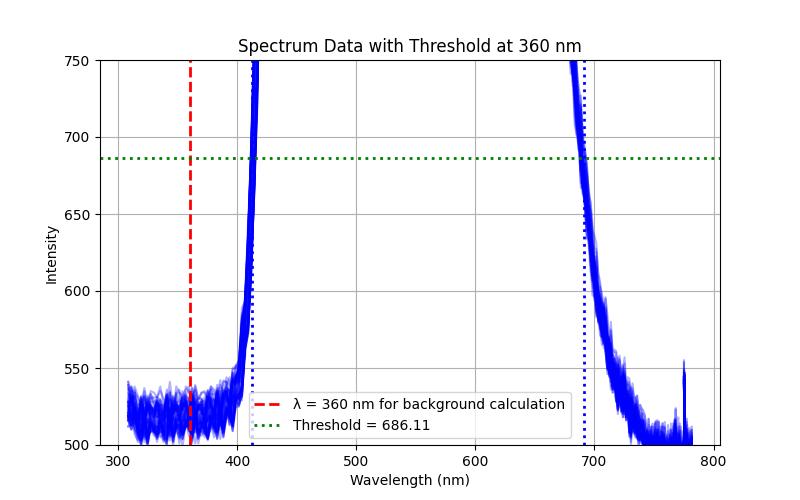 Spectrum Data with Threshold at 360 nm
750
700
650
600
550
500
Intensity
λ = 360 nm for background calculation
Threshold = 686.11
300 400 500 600 700 800
Wavelength (nm)